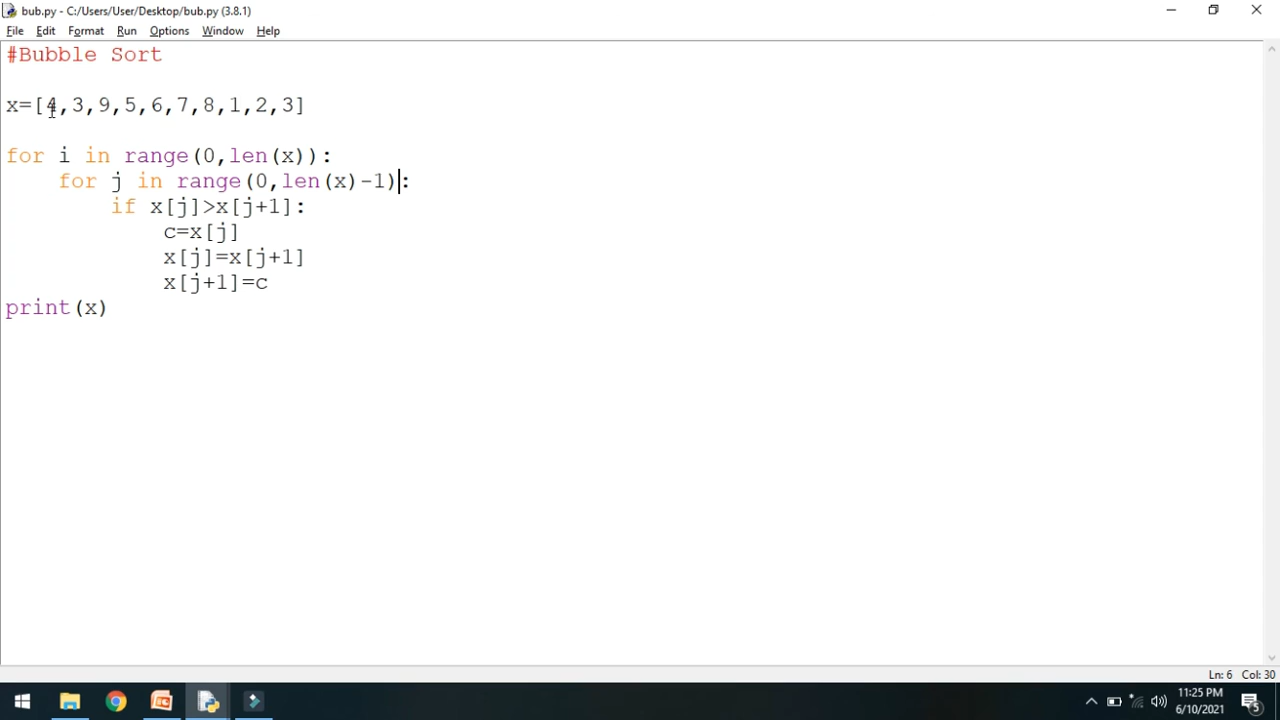 bub.py - C:/Users/User/Desktop/bub.py (3.8.1)
File Edit Format Run Options Window Help
#Bubble Sort
x=[4,3,9,5,6,7,8,1,2,3]
for i in range(0,len(x)):
    for j in range(0,len(x)-1):
        if x[j]>x[j+1]:
            c=x[j]
            x[j]=x[j+1]
            x[j+1]=c
print(x)
Ln: 6 Col: 30
11:25 PM
6/10/2021
5